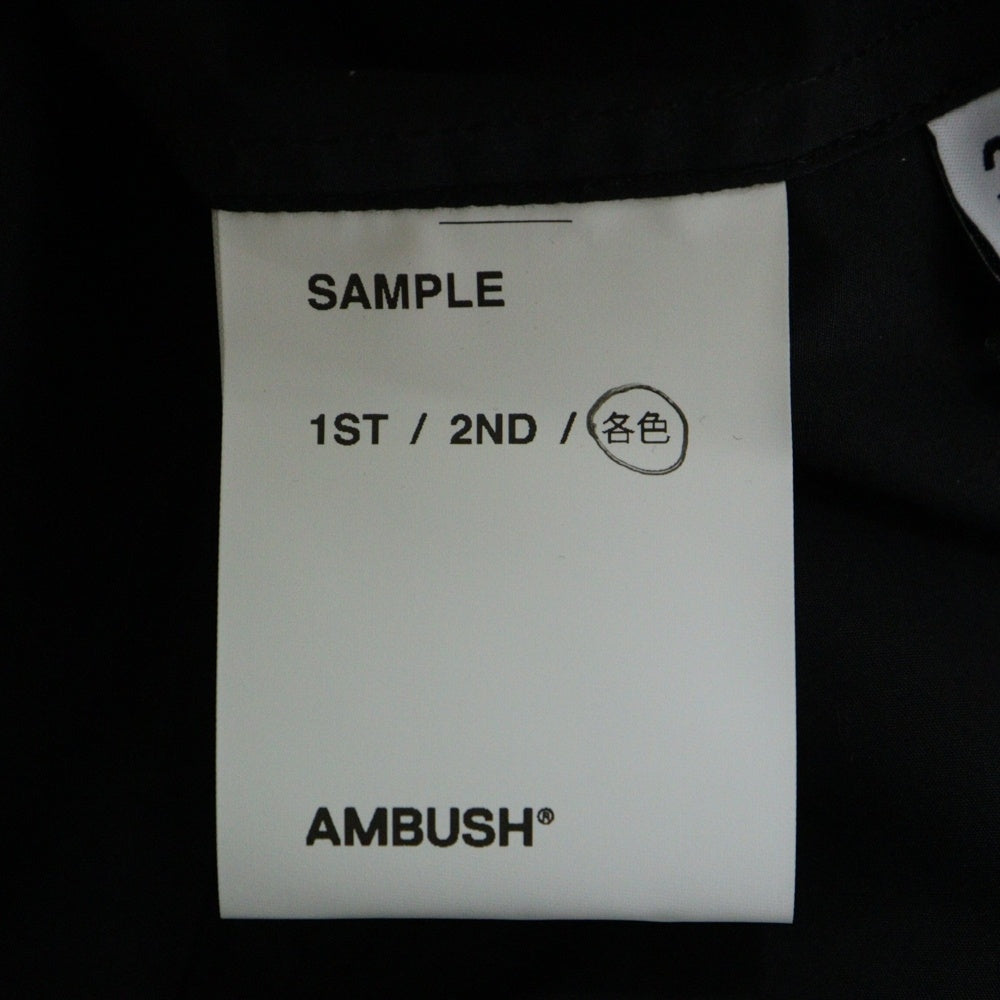 SAMPLE
1ST / 2ND / 各色
AMBUSH®